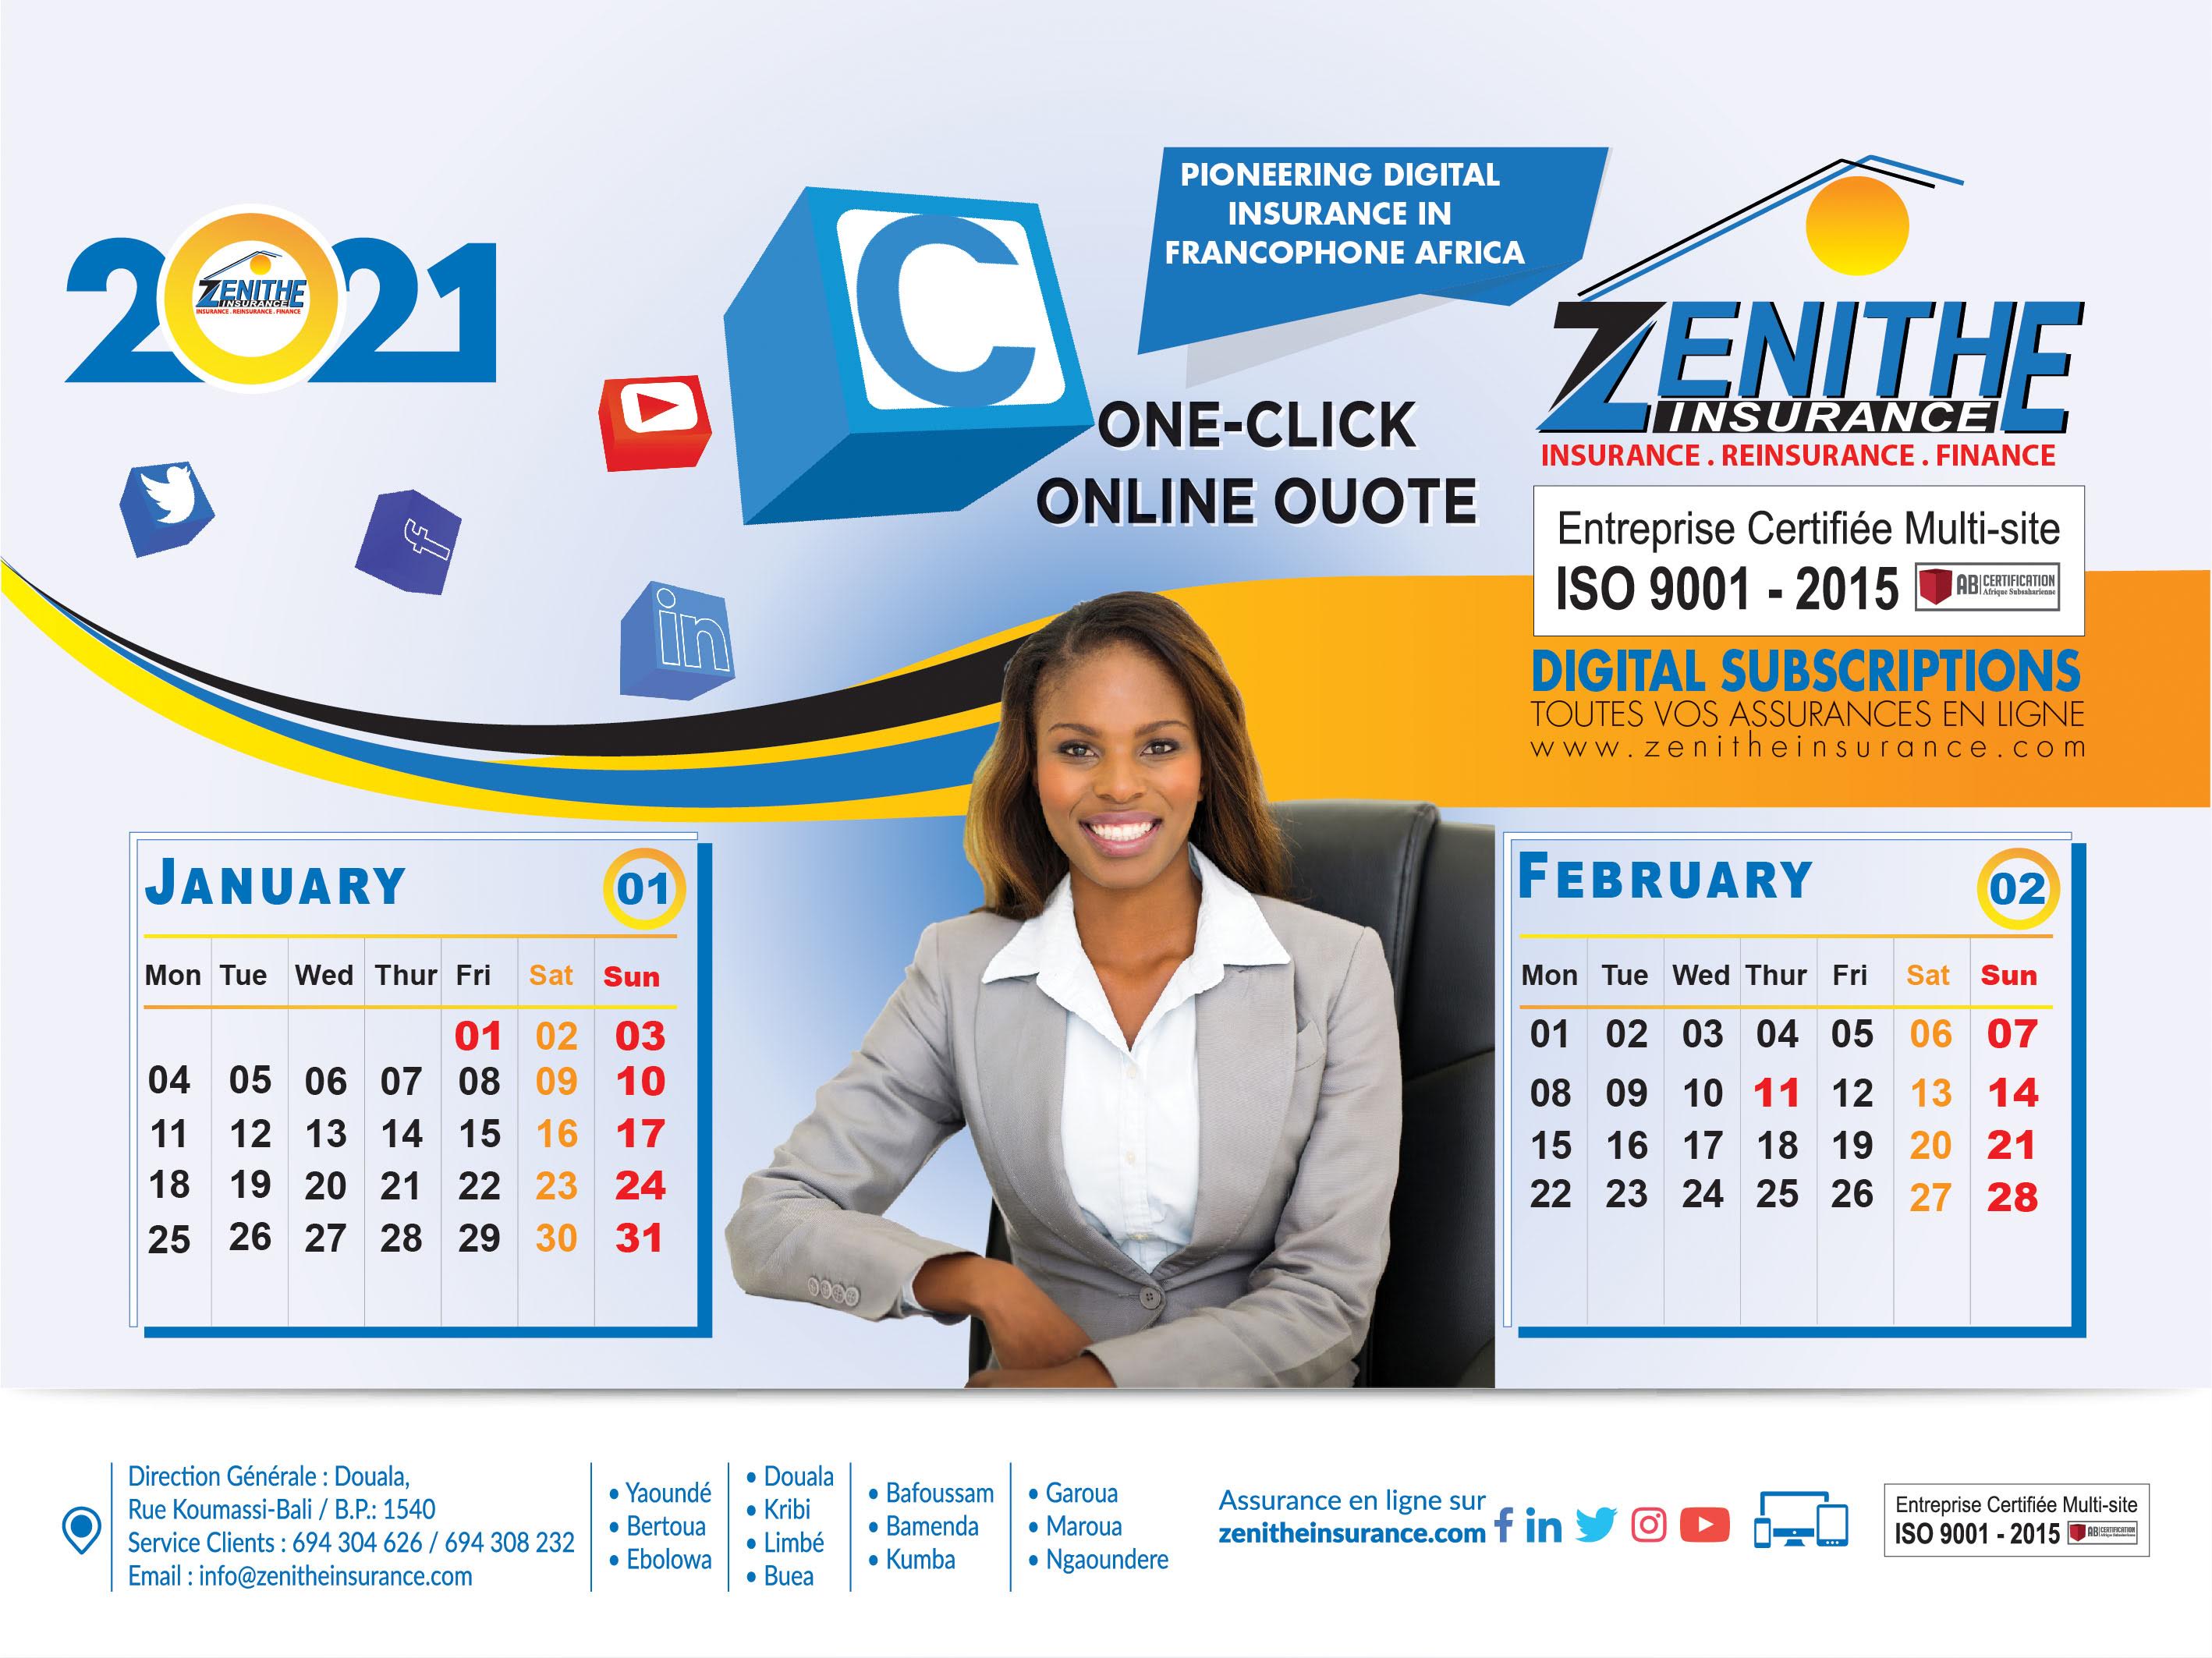 2021
ZENITHE
INSURANCE
INSURANCE . REINSURANCE . FINANCE
C
PIONEERING DIGITAL
INSURANCE IN
FRANCOPHONE AFRICA
ONE-CLICK
ONLINE OUOTE
f
in
ZENITHE
INSURANCE
INSURANCE . REINSURANCE . FINANCE
Entreprise Certifiée Multi-site
ISO 9001 - 2015 AB CERTIFICATION
Afrique Subsaharienne
DIGITAL SUBSCRIPTIONS
TOUTES VOS ASSURANCES EN LIGNE
www.zenitheinsurance.com
JANUARY 01
Mon Tue Wed Thur Fri Sat Sun
01 02 03
04 05 06 07 08 09 10
11 12 13 14 15 16 17
18 19 20 21 22 23 24
25 26 27 28 29 30 31
FEBRUARY 02
Mon Tue Wed Thur Fri Sat Sun
01 02 03 04 05 06 07
08 09 10 11 12 13 14
15 16 17 18 19 20 21
22 23 24 25 26 27 28
Direction Générale : Douala,
Rue Koumassi-Bali / B.P.: 1540
Service Clients : 694 304 626 / 694 308 232
Email : info@zenitheinsurance.com
• Yaoundé
• Bertoua
• Ebolowa
• Douala
• Kribi
• Limbé
• Buea
• Bafoussam
• Bamenda
• Kumba
• Garoua
• Maroua
• Ngaoundere
Assurance en ligne sur
zenitheinsurance.com f in
Entreprise Certifiée Multi-site
ISO 9001 - 2015 AB CERTIFICATION